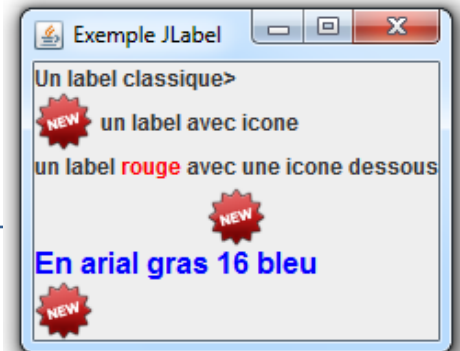 Exemple JLabel
Un label classique>
NEW un label avec icone
un label rouge avec une icone dessous
NEW
En arial gras 16 bleu
NEW